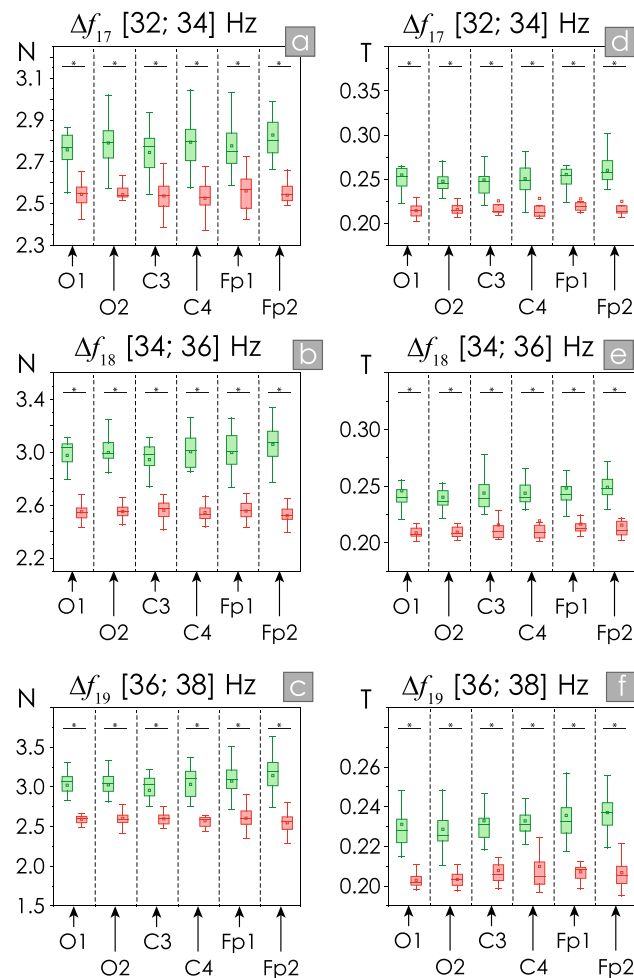 Δf17 [32; 34] Hz
a
N
3.1
2.9
2.7
2.5
2.3
* * * * * *
O1 C3 Fp1
O2 C4 Fp2
Δf17 [32; 34] Hz
d
T
0.35
0.30
0.25
0.20
* * * * * *
O1 C3 Fp1
O2 C4 Fp2
Δf18 [34; 36] Hz
b
N
3.4
3.0
2.6
2.2
* * * * * *
O1 C3 Fp1
O2 C4 Fp2
Δf18 [34; 36] Hz
e
T
0.30
0.25
0.20
* * * * * *
O1 C3 Fp1
O2 C4 Fp2
Δf19 [36; 38] Hz
c
N
3.5
3.0
2.5
2.0
1.5
* * * * * *
O1 C3 Fp1
O2 C4 Fp2
Δf19 [36; 38] Hz
f
T
0.26
0.24
0.22
0.20
* * * * * *
O1 C3 Fp1
O2 C4 Fp2